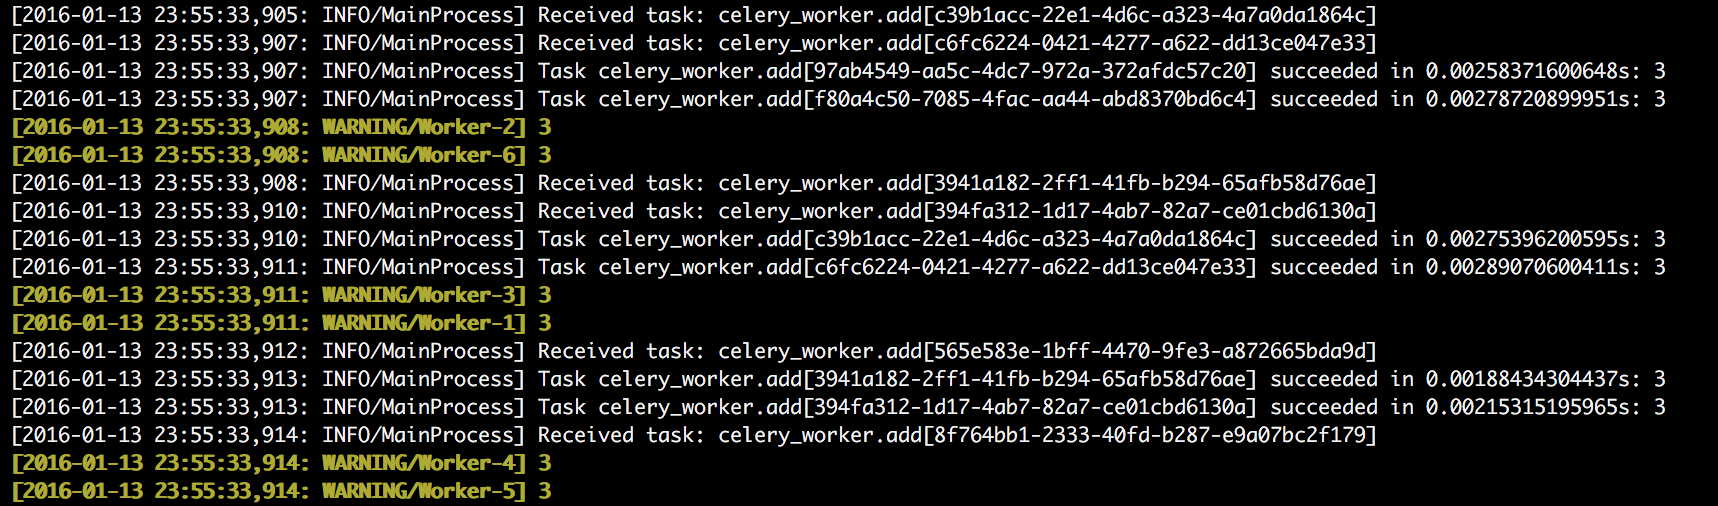 [2016-01-13 23:55:33,905: INFO/MainProcess] Received task: celery_worker.add[c39b1acc-22e1-4d6c-a323-4a7a0da1864c]
[2016-01-13 23:55:33,907: INFO/MainProcess] Received task: celery_worker.add[c6fc6224-0421-4277-a622-dd13ce047e33]
[2016-01-13 23:55:33,907: INFO/MainProcess] Task celery_worker.add[97ab4549-aa5c-4dc7-972a-372afdc57c20] succeeded in 0.00258371600648s: 3
[2016-01-13 23:55:33,907: INFO/MainProcess] Task celery_worker.add[f80a4c50-7085-4fac-aa44-abd8370bd6c4] succeeded in 0.00278720899951s: 3
[2016-01-13 23:55:33,908: WARNING/Worker-2] 3
[2016-01-13 23:55:33,908: WARNING/Worker-6] 3
[2016-01-13 23:55:33,908: INFO/MainProcess] Received task: celery_worker.add[3941a182-2ff1-41fb-b294-65afb58d76ae]
[2016-01-13 23:55:33,910: INFO/MainProcess] Received task: celery_worker.add[394fa312-1d17-4ab7-82a7-ce01cbd6130a]
[2016-01-13 23:55:33,910: INFO/MainProcess] Task celery_worker.add[c39b1acc-22e1-4d6c-a323-4a7a0da1864c] succeeded in 0.00275396200595s: 3
[2016-01-13 23:55:33,911: INFO/MainProcess] Task celery_worker.add[c6fc6224-0421-4277-a622-dd13ce047e33] succeeded in 0.00289070600411s: 3
[2016-01-13 23:55:33,911: WARNING/Worker-3] 3
[2016-01-13 23:55:33,911: WARNING/Worker-1] 3
[2016-01-13 23:55:33,912: INFO/MainProcess] Received task: celery_worker.add[565e583e-1bff-4470-9fe3-a872665bda9d]
[2016-01-13 23:55:33,913: INFO/MainProcess] Task celery_worker.add[3941a182-2ff1-41fb-b294-65afb58d76ae] succeeded in 0.00188434304437s: 3
[2016-01-13 23:55:33,913: INFO/MainProcess] Task celery_worker.add[394fa312-1d17-4ab7-82a7-ce01cbd6130a] succeeded in 0.00215315195965s: 3
[2016-01-13 23:55:33,914: INFO/MainProcess] Received task: celery_worker.add[8f764bb1-2333-40fd-b287-e9a07bc2f179]
[2016-01-13 23:55:33,914: WARNING/Worker-4] 3
[2016-01-13 23:55:33,914: WARNING/Worker-5] 3